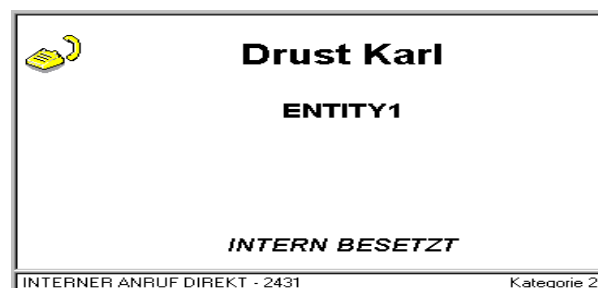 Drust Karl
ENTITY1
INTERN BESETZT
INTERNER ANRUF DIREKT - 2431 Kategorie 2